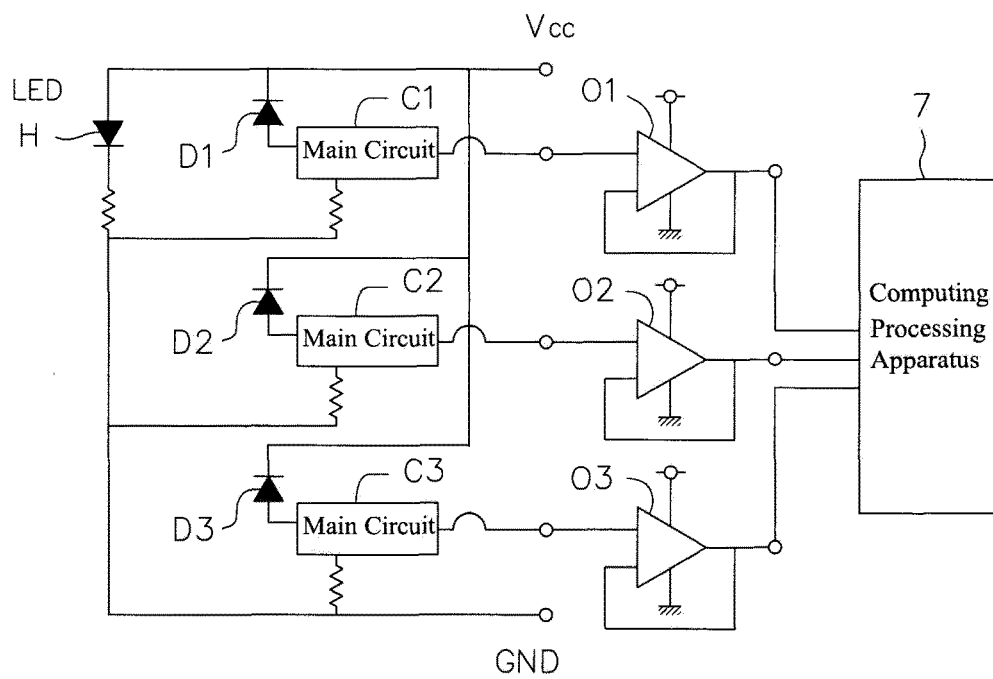 Vcc
LED
H
D1
C1
Main Circuit
O1
7
D2
C2
Main Circuit
O2
Computing
Processing
Apparatus
D3
C3
Main Circuit
O3
GND